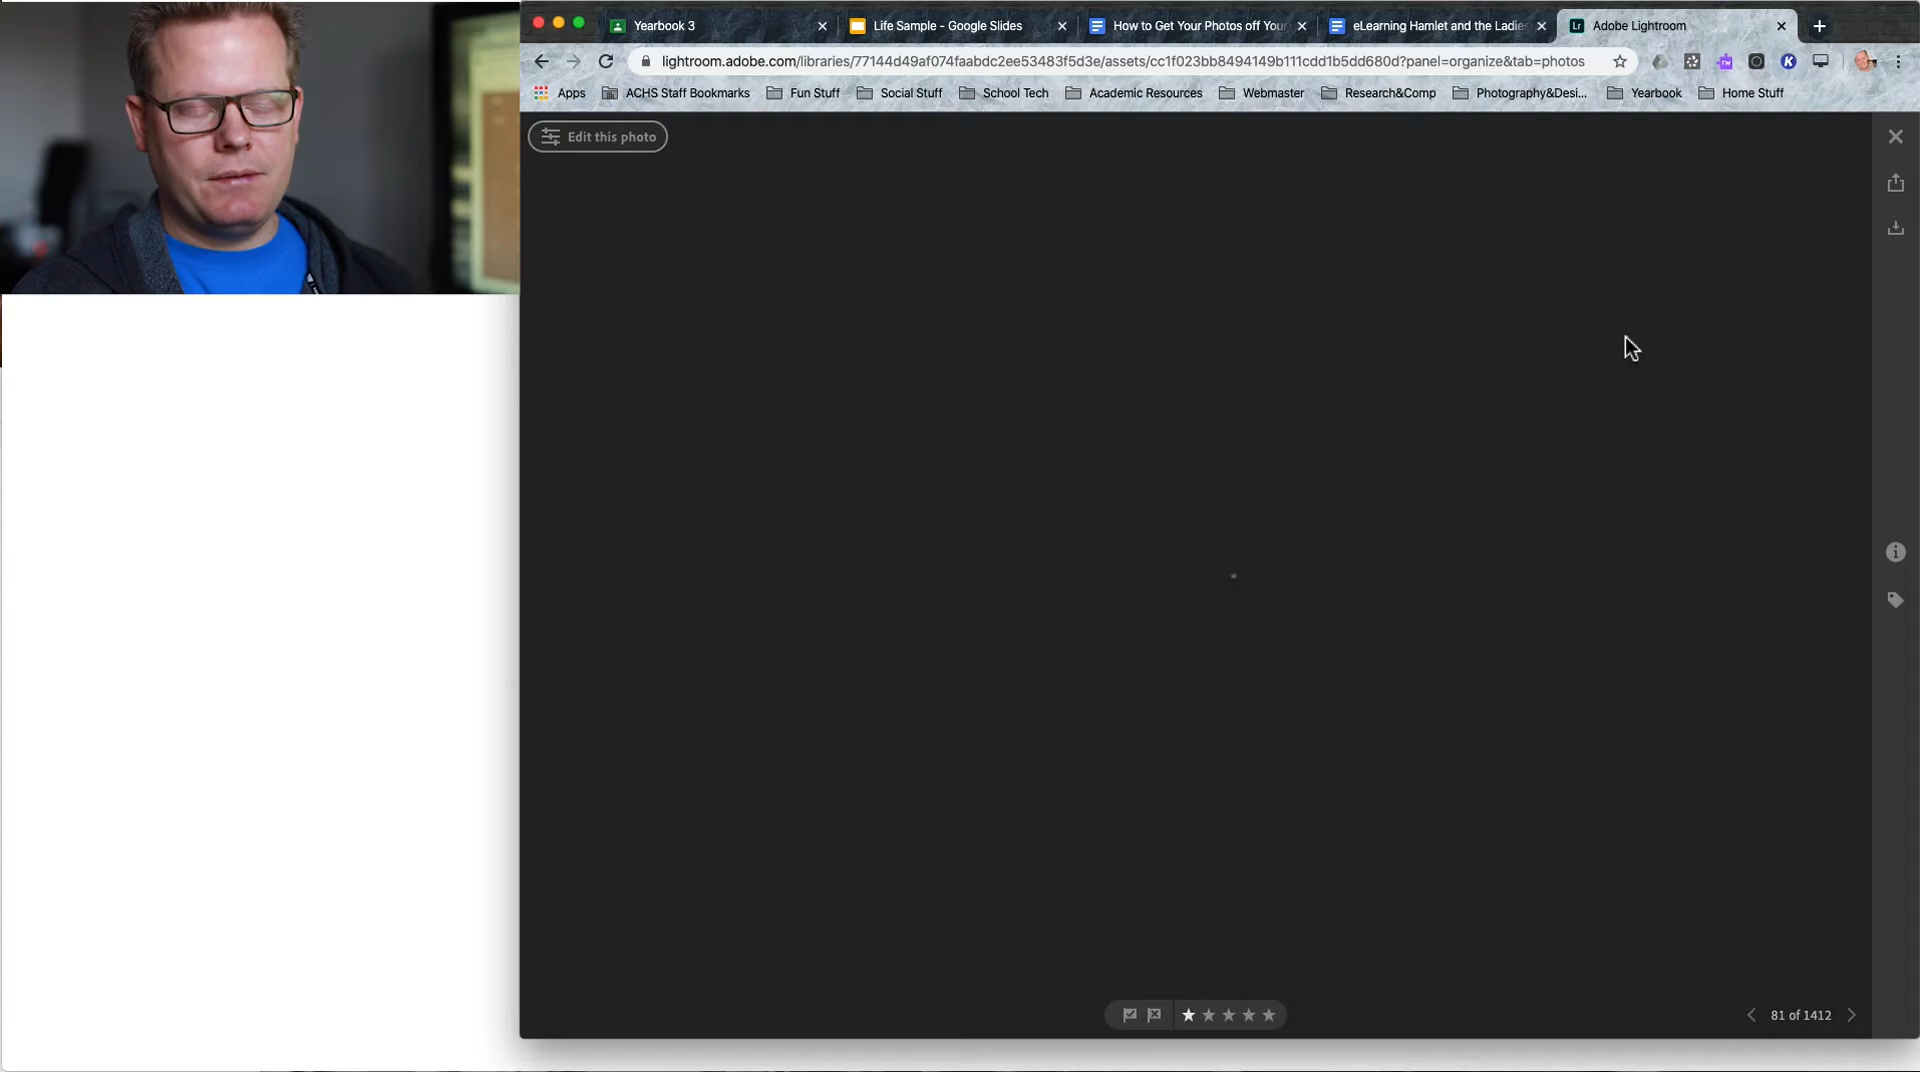 Yearbook 3
Life Sample - Google Slides
How to Get Your Photos off You
eLearning Hamlet and the Ladie
Lr Adobe Lightroom
lightroom.adobe.com/libraries/77144d49af074faabdc2ee53483f5d3e/assets/cc1f023bb8494149b111cdd1b5dd680d?panel=organize&tab=photos
Apps
ACHS Staff Bookmarks
Fun Stuff
Social Stuff
School Tech
Academic Resources
Webmaster
Research&Comp
Photography&Desi...
Yearbook
Home Stuff
Edit this photo
81 of 1412